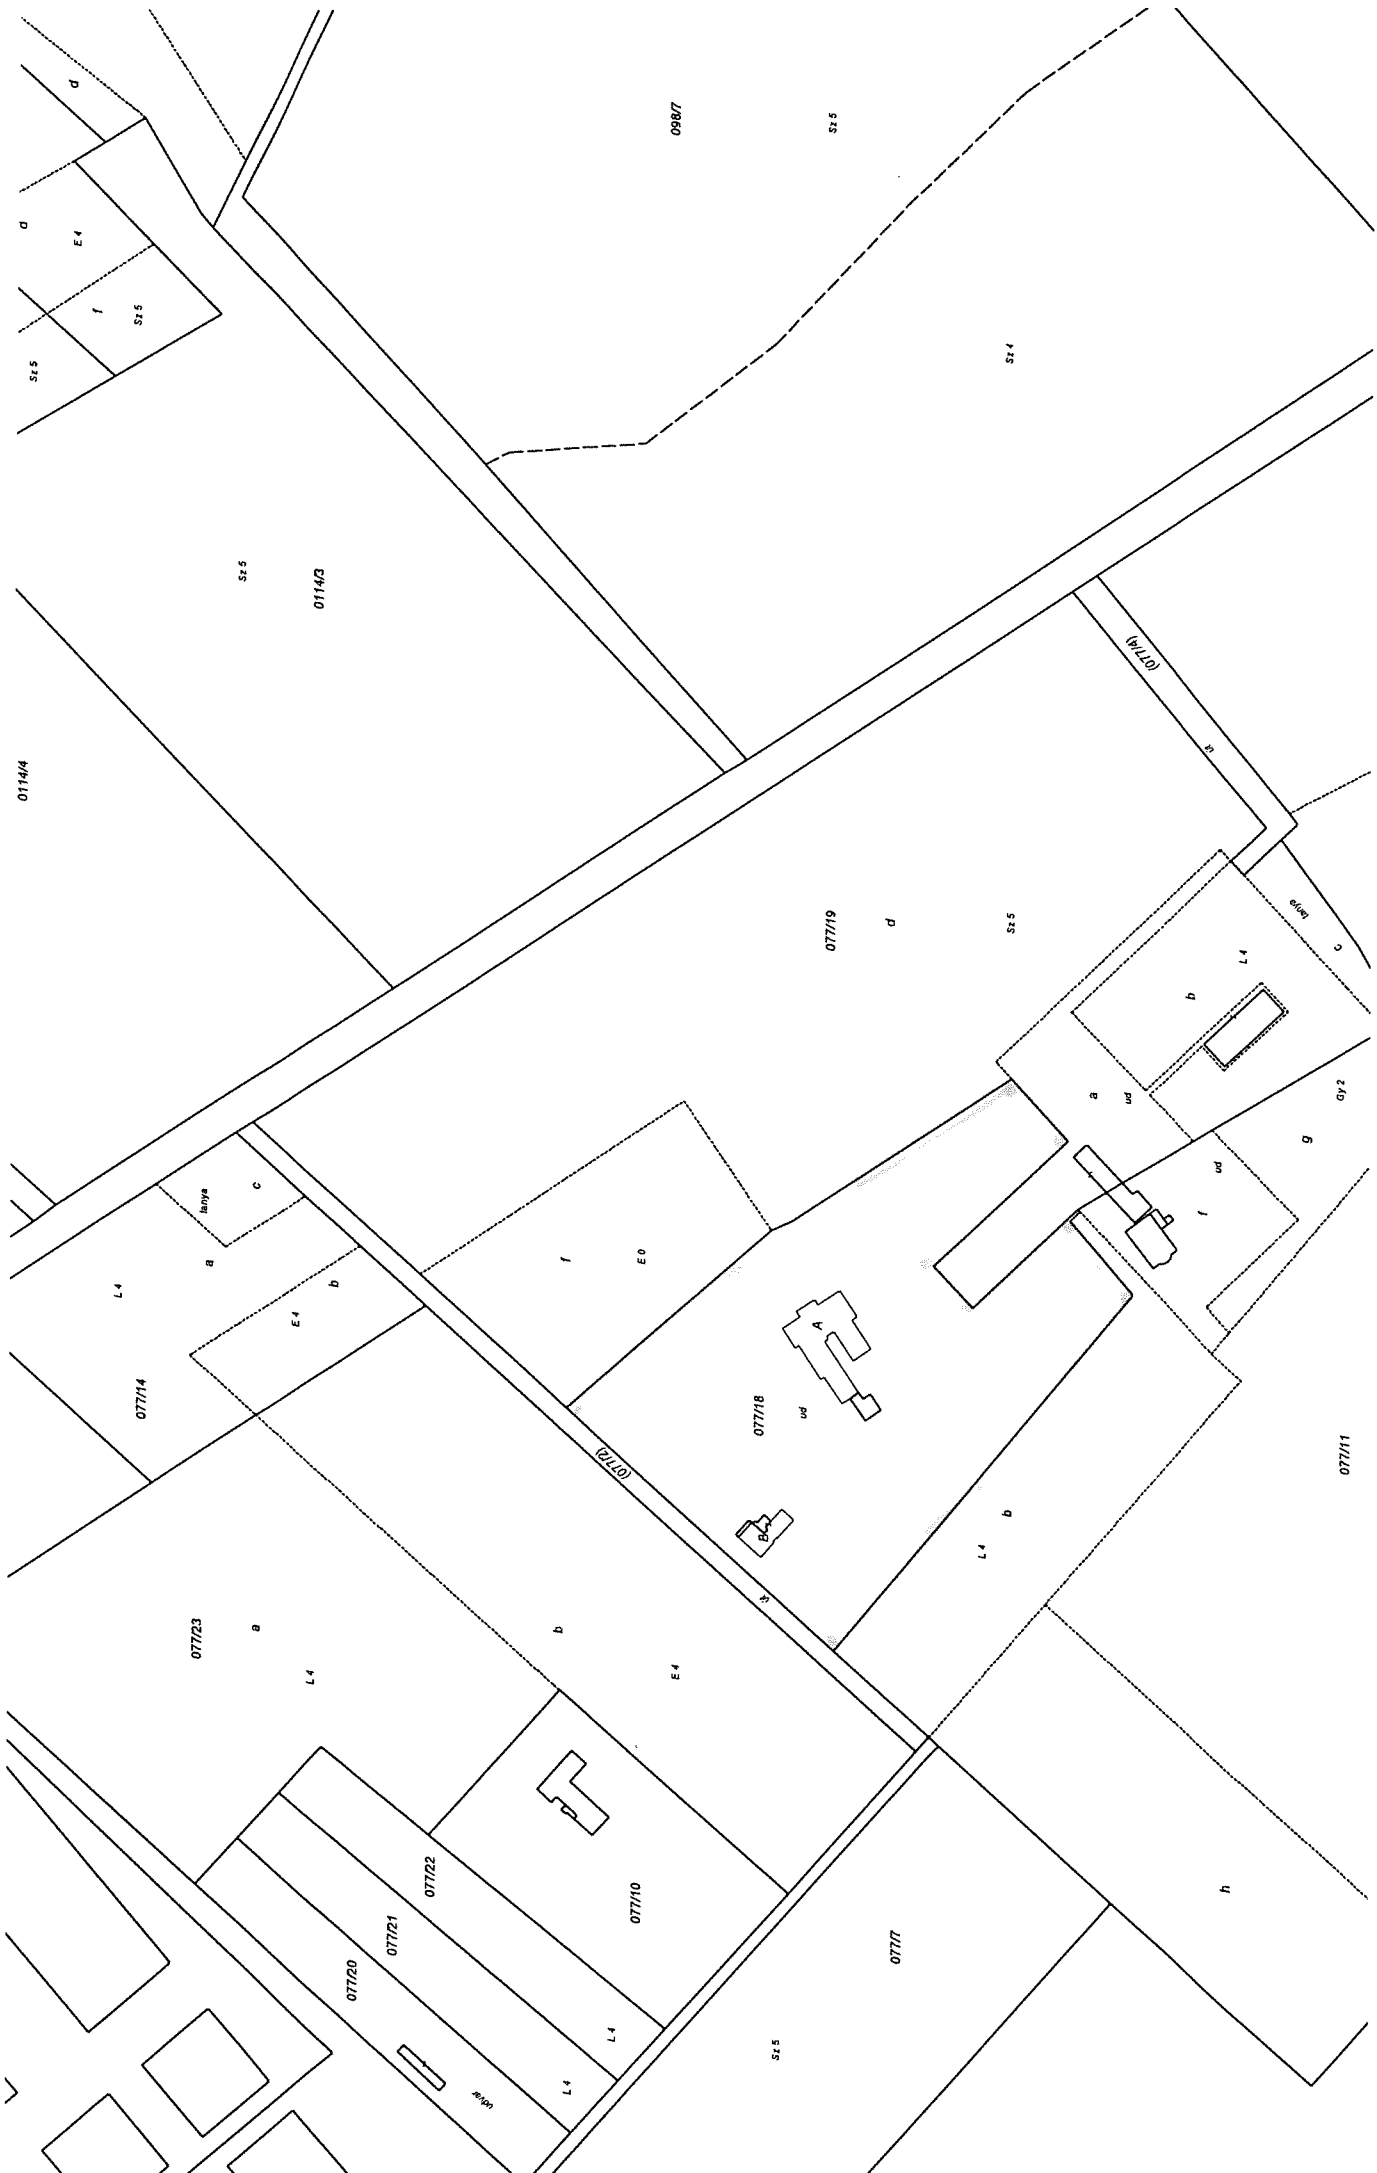 d
098/7
Sz 5
d
E 4
f
Sz 5
Sz 5
Sz 4
Sz 5
0114/3
(077/4)
út
0114/4
077/19
d
Sz 5
tanya
c
L 4
b
a
ud
Gy 2
g
ud
f
tanya
c
a
L 4
b
E 4
f
E 0
A
077/14
077/18
ud
(077/2)
077/11
b
L 4
B
út
077/23
a
L 4
b
E 4
077/22
077/10
077/21
077/20
077/7
h
L 4
L 4
udvar
Sz 5